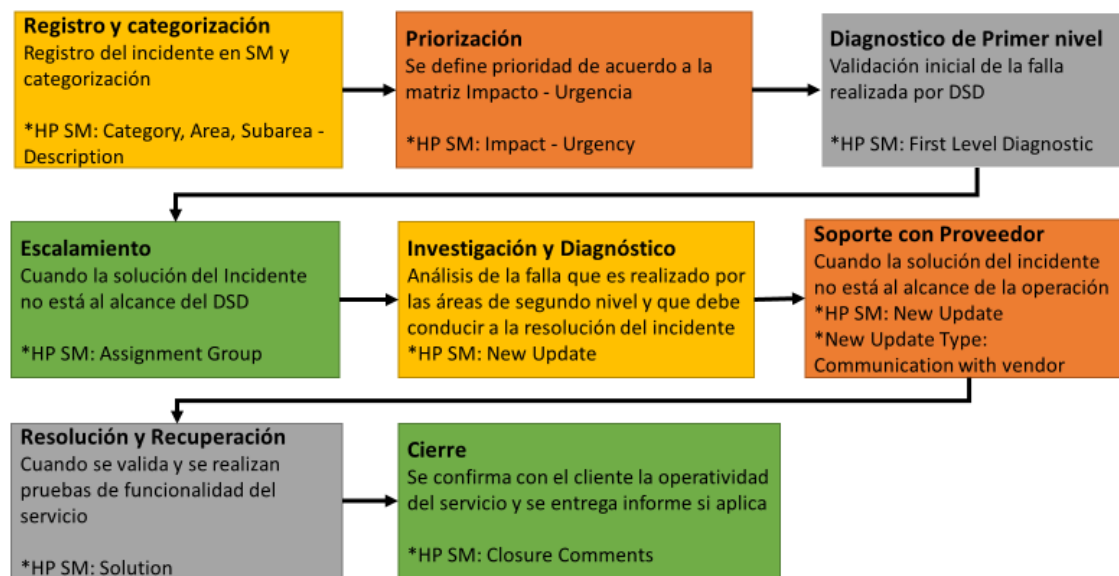 Registro y categorización
Registro del incidente en SM y
categorización
*HP SM: Category, Area, Subarea -
Description
Priorización
Se define prioridad de acuerdo a la
matriz Impacto - Urgencia
*HP SM: Impact - Urgency
Diagnostico de Primer nivel
Validación inicial de la falla
realizada por DSD
*HP SM: First Level Diagnostic
Escalamiento
Cuando la solución del Incidente
no está al alcance del DSD
*HP SM: Assignment Group
Investigación y Diagnóstico
Análisis de la falla que es realizado por
las áreas de segundo nivel y que debe
conducir a la resolución del incidente
*HP SM: New Update
Soporte con Proveedor
Cuando la solución del incidente
no está al alcance de la operación
*HP SM: New Update
*New Update Type:
Communication with vendor
Resolución y Recuperación
Cuando se valida y se realizan
pruebas de funcionalidad del
servicio
*HP SM: Solution
Cierre
Se confirma con el cliente la operatividad
del servicio y se entrega informe si aplica
*HP SM: Closure Comments